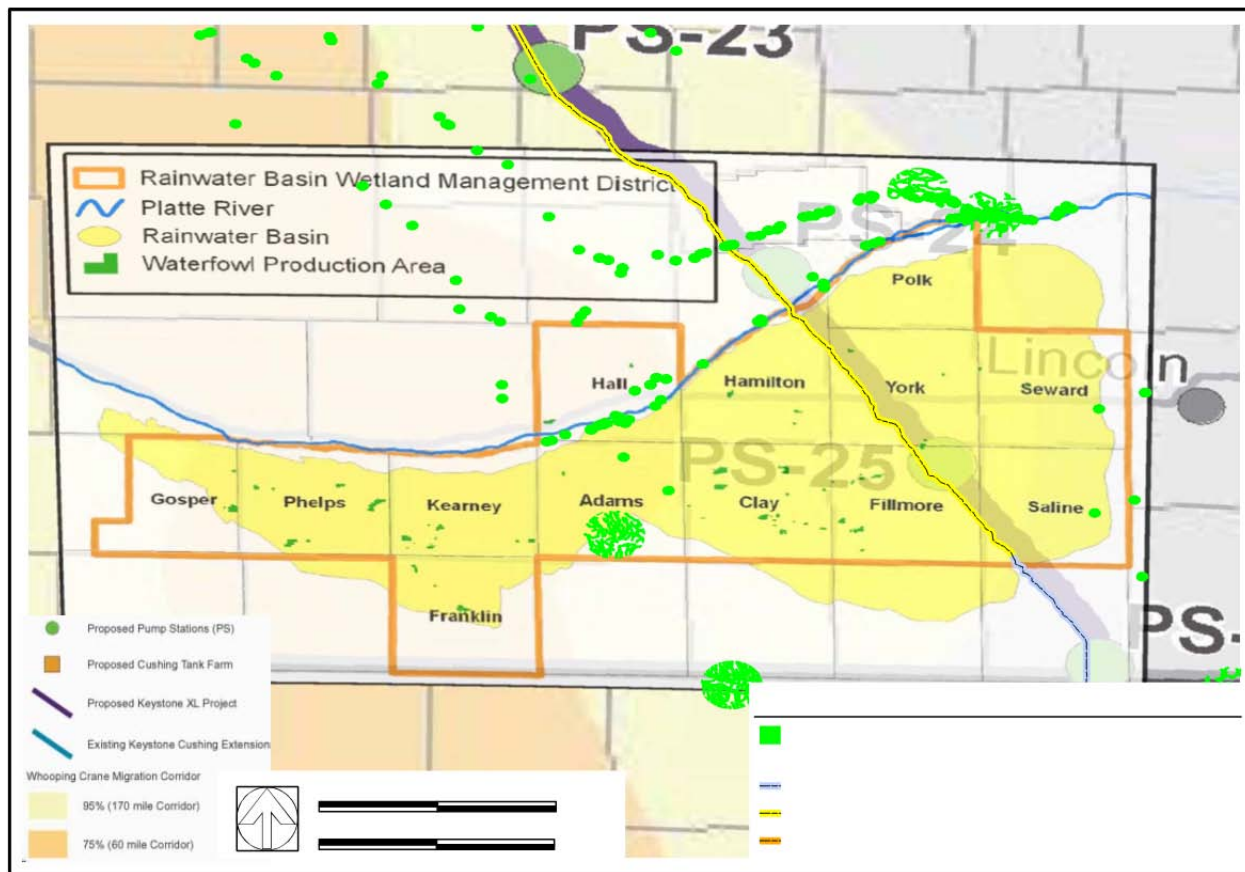 PS-23
Rainwater Basin Wetland Management District
Platte River
Rainwater Basin
Waterfowl Production Area
PS-24
Polk
Lincoln
Hall
Hamilton
York
Seward
PS-25
Gosper
Phelps
Kearney
Adams
Clay
Fillmore
Saline
Franklin
PS-
Proposed Pump Stations (PS)
Proposed Cushing Tank Farm
Proposed Keystone XL Project
Existing Keystone Cushing Extension
Whooping Crane Migration Corridor
95% (170 mile Corridor)
75% (60 mile Corridor)